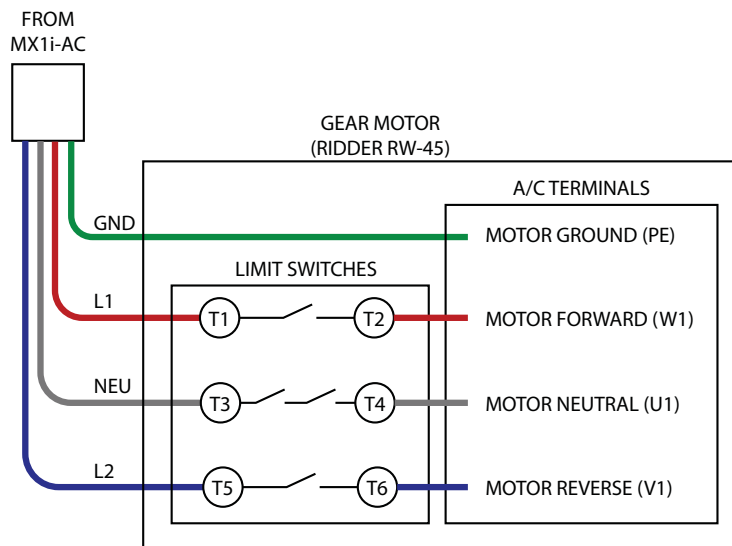 FROM
MX1i-AC
GEAR MOTOR
(RIDDER RW-45)
A/C TERMINALS
GND
MOTOR GROUND (PE)
LIMIT SWITCHES
L1
T1
T2
MOTOR FORWARD (W1)
NEU
T3
T4
MOTOR NEUTRAL (U1)
L2
T5
T6
MOTOR REVERSE (V1)